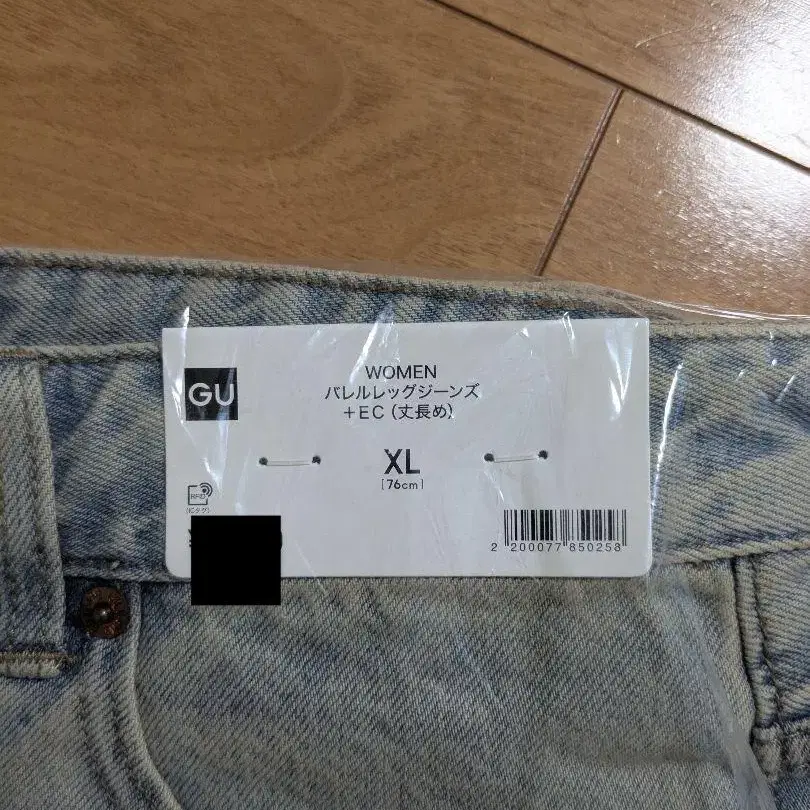 GU
WOMEN
バレルレッグジーンズ
+EC (丈長め)
XL
[76cm]
RFID
(ICタグ)
2 200077 850258